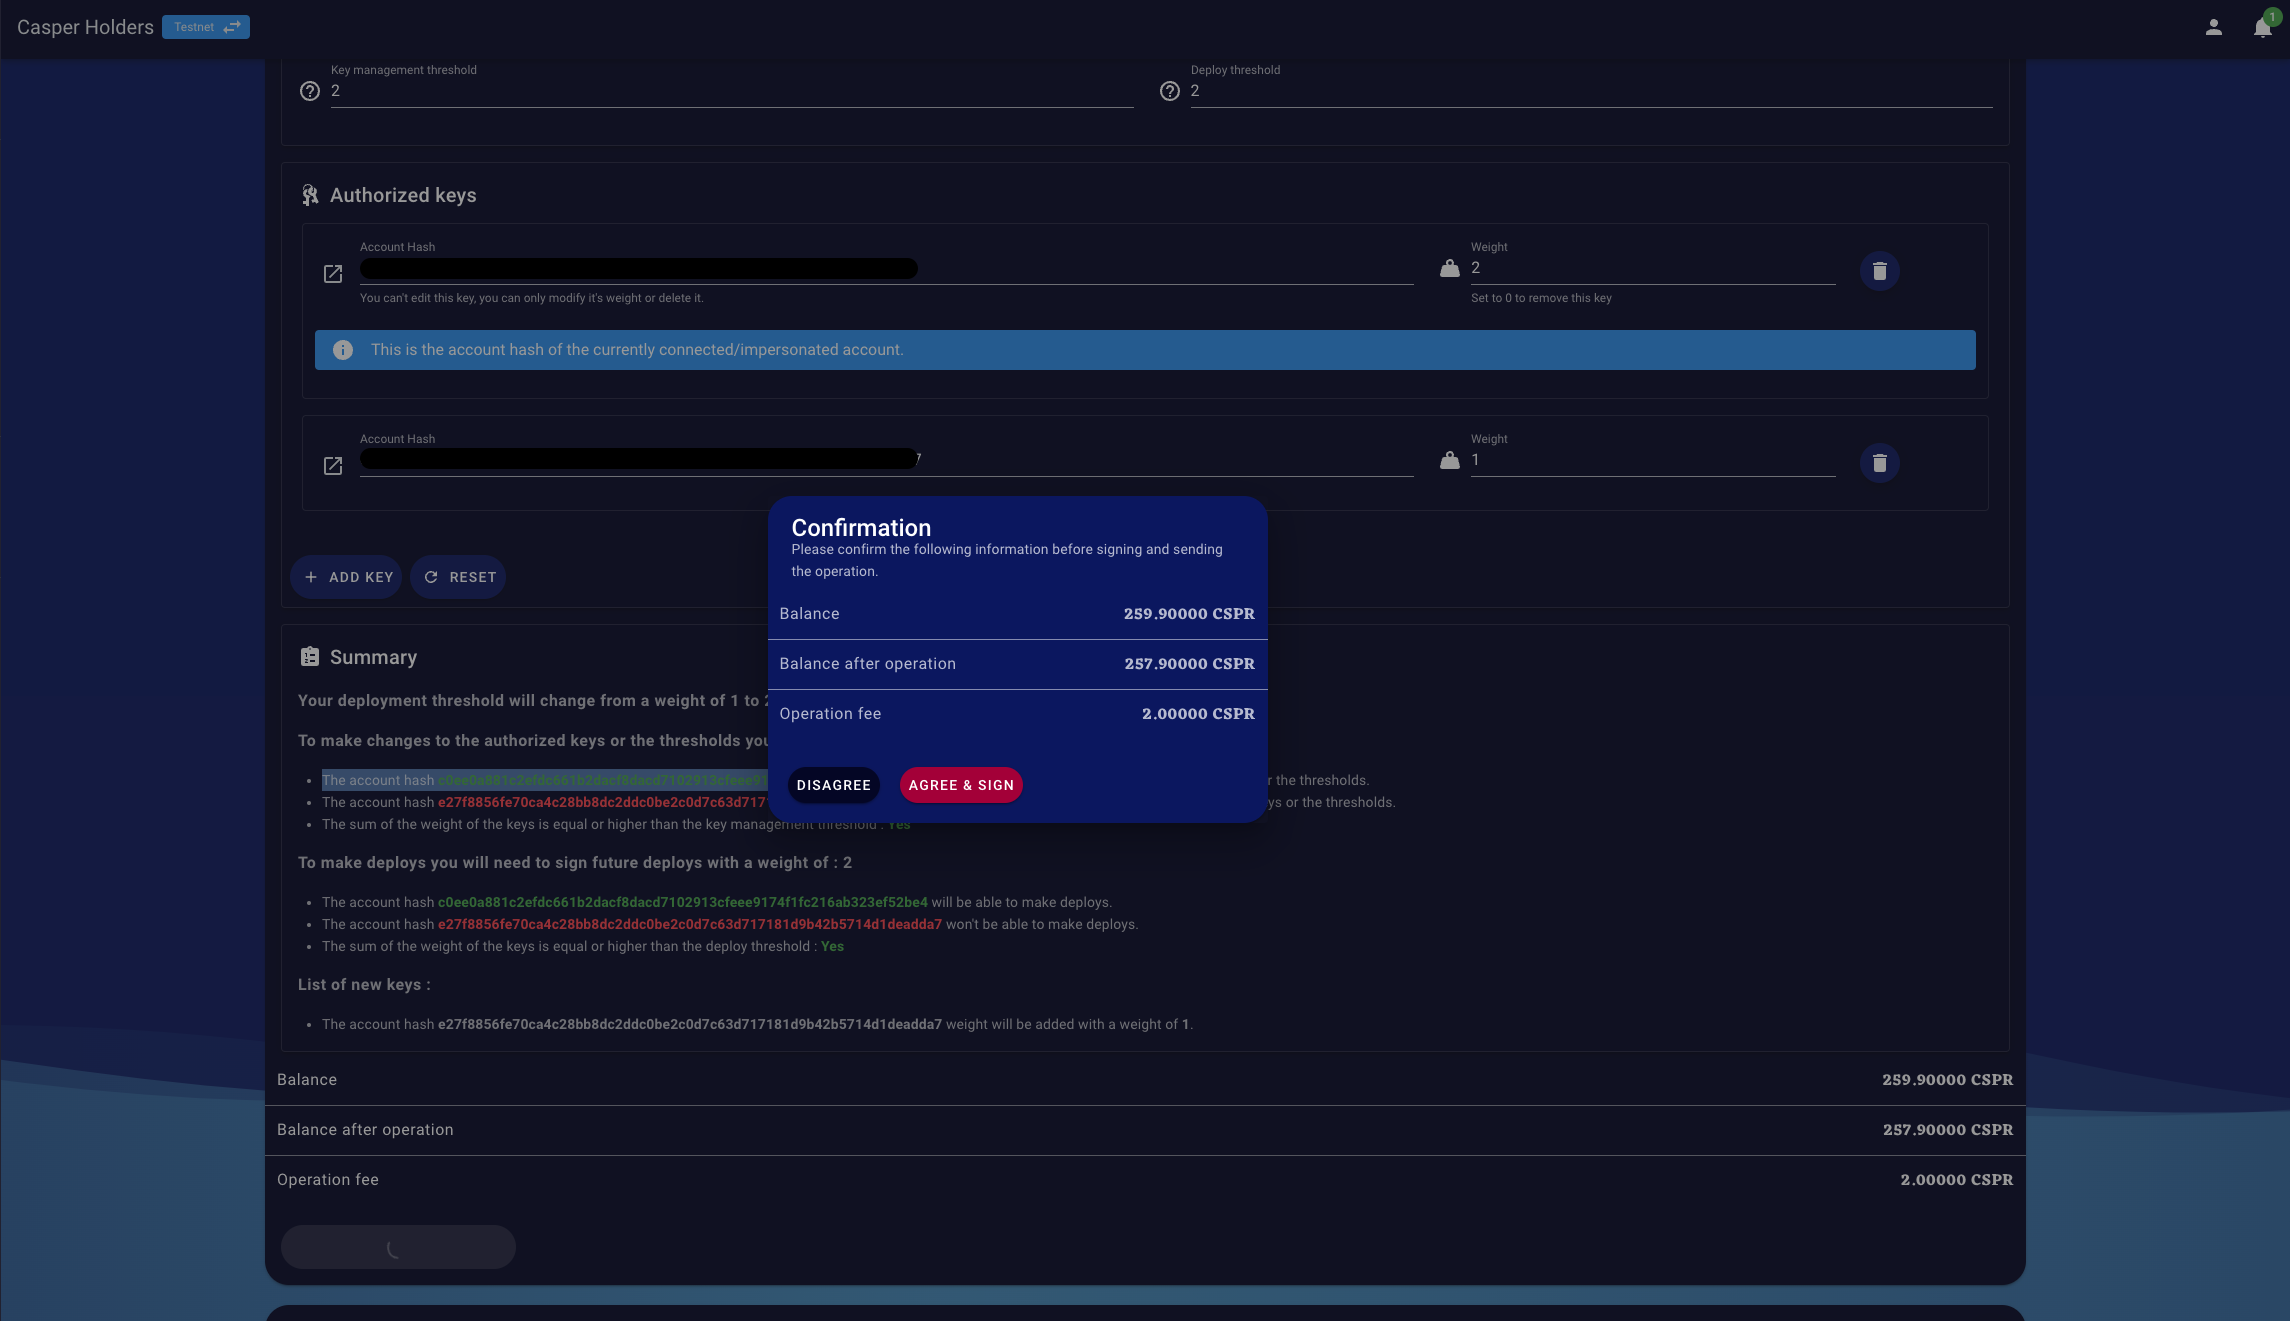 Casper Holders Testnet 1
Key management threshold
2
Deploy threshold
2
Authorized keys
Account Hash
You can't edit this key, you can only modify it's weight or delete it.
Weight
2
Set to 0 to remove this key
This is the account hash of the currently connected/impersonated account.
Account Hash
7
Weight
1
ADD KEY RESET
Summary
Your deployment threshold will change from a weight of 1 to 2
To make changes to the authorized keys or the thresholds you
The account hash c0ee0a881c2efdc661b2dacf8dacd7102913cfeee91 r the thresholds.
The account hash e27f8856fe70ca4c28bb8dc2ddc0be2c0d7c63d717 ys or the thresholds.
The sum of the weight of the keys is equal or higher than the key management threshold : Yes
To make deploys you will need to sign future deploys with a weight of : 2
The account hash c0ee0a881c2efdc661b2dacf8dacd7102913cfeee9174f1fc216ab323ef52be4 will be able to make deploys.
The account hash e27f8856fe70ca4c28bb8dc2ddc0be2c0d7c63d717181d9b42b5714d1deadda7 won't be able to make deploys.
The sum of the weight of the keys is equal or higher than the deploy threshold : Yes
List of new keys :
The account hash e27f8856fe70ca4c28bb8dc2ddc0be2c0d7c63d717181d9b42b5714d1deadda7 weight will be added with a weight of 1.
Balance 259.90000 CSPR
Balance after operation 257.90000 CSPR
Operation fee 2.00000 CSPR
Confirmation
Please confirm the following information before signing and sending
the operation.
Balance 259.90000 CSPR
Balance after operation 257.90000 CSPR
Operation fee 2.00000 CSPR
DISAGREE AGREE & SIGN